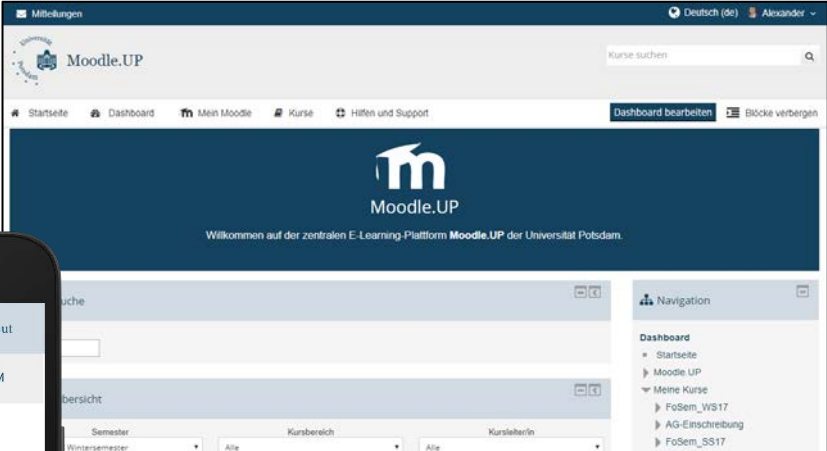 Mitteilungen
Deutsch (de) Alexander
Universität Potsdam
Moodle.UP
Kurse suchen
Startseite Dashboard Mein Moodle Kurse Hilfen und Support
Dashboard bearbeiten Blöcke verbergen
m
Moodle.UP
Willkommen auf der zentralen E-Learning-Plattform Moodle.UP der Universität Potsdam.
uche
Navigation
ut
Dashboard
Startseite
M
Moodle.UP
Meine Kurse
bersicht
FoSem_WS17
AG-Einschreibung
Semester Kursbereich Kursleiter/in
FoSem_SS17
Wintersemester Alle Alle